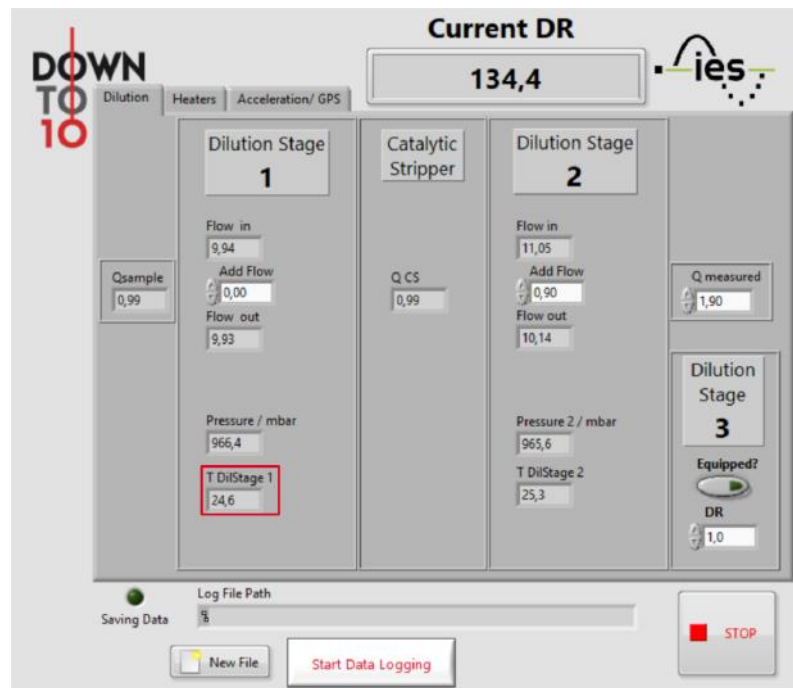 Current DR
134,4
DOWN
TO
10
ies
Dilution
Heaters
Acceleration/ GPS
Dilution Stage
1
Flow in
9,94
Add Flow
0,00
Flow out
9,93
Pressure / mbar
966,4
T DilStage 1
24,6
Qsample
0,99
Catalytic
Stripper
Q CS
0,99
Dilution Stage
2
Flow in
11,05
Add Flow
0,90
Flow out
10,14
Pressure 2 / mbar
965,6
T DilStage 2
25,3
Q measured
1,90
Dilution
Stage
3
Equipped?
DR
1,0
Saving Data
Log File Path
New File
Start Data Logging
STOP